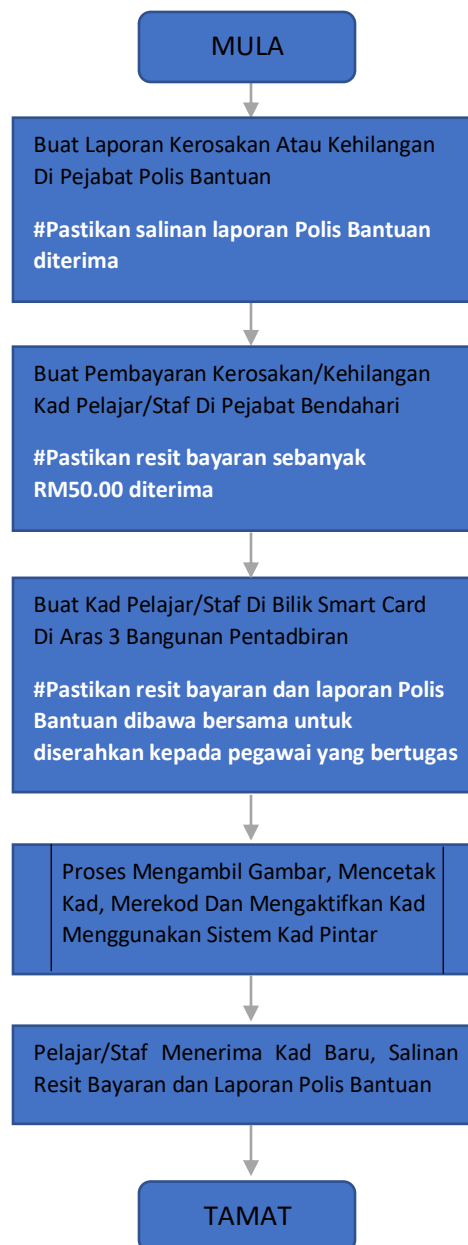 MULA
Buat Laporan Kerosakan Atau Kehilangan
Di Pejabat Polis Bantuan
#Pastikan salinan laporan Polis Bantuan
diterima
Buat Pembayaran Kerosakan/Kehilangan
Kad Pelajar/Staf Di Pejabat Bendahari
#Pastikan resit bayaran sebanyak
RM50.00 diterima
Buat Kad Pelajar/Staf Di Bilik Smart Card
Di Aras 3 Bangunan Pentadbiran
#Pastikan resit bayaran dan laporan Polis
Bantuan dibawa bersama untuk
diserahkan kepada pegawai yang bertugas
Proses Mengambil Gambar, Mencetak
Kad, Merekod Dan Mengaktifkan Kad
Menggunakan Sistem Kad Pintar
Pelajar/Staf Menerima Kad Baru, Salinan
Resit Bayaran dan Laporan Polis Bantuan
TAMAT